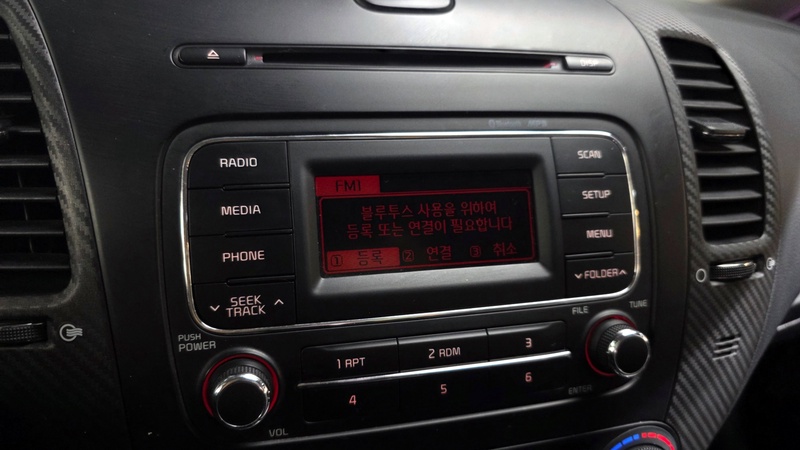 DISP
RADIO
MEDIA
PHONE
SEEK
TRACK
PUSH
POWER
VOL
FM1
블루투스 사용을 위하여
등록 또는 연결이 필요합니다
① 등록 ② 연결 ③ 취소
SCAN
SETUP
MENU
FOLDER
FILE
TUNE
ENTER
1 RPT
2 RDM
3
4
5
6